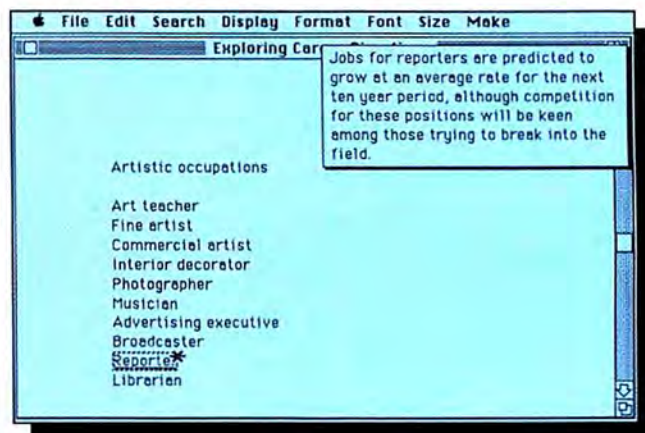 File Edit Search Display Format Font Size Make
Exploring
Jobs for reporters are predicted to
grow at an average rate for the next
ten year period, although competition
for these positions will be keen
among those trying to break into the
field.
Artistic occupations
Art teacher
Fine artist
Commercial artist
Interior decorator
Photographer
Musician
Advertising executive
Broadcaster
Reporter
Librarian